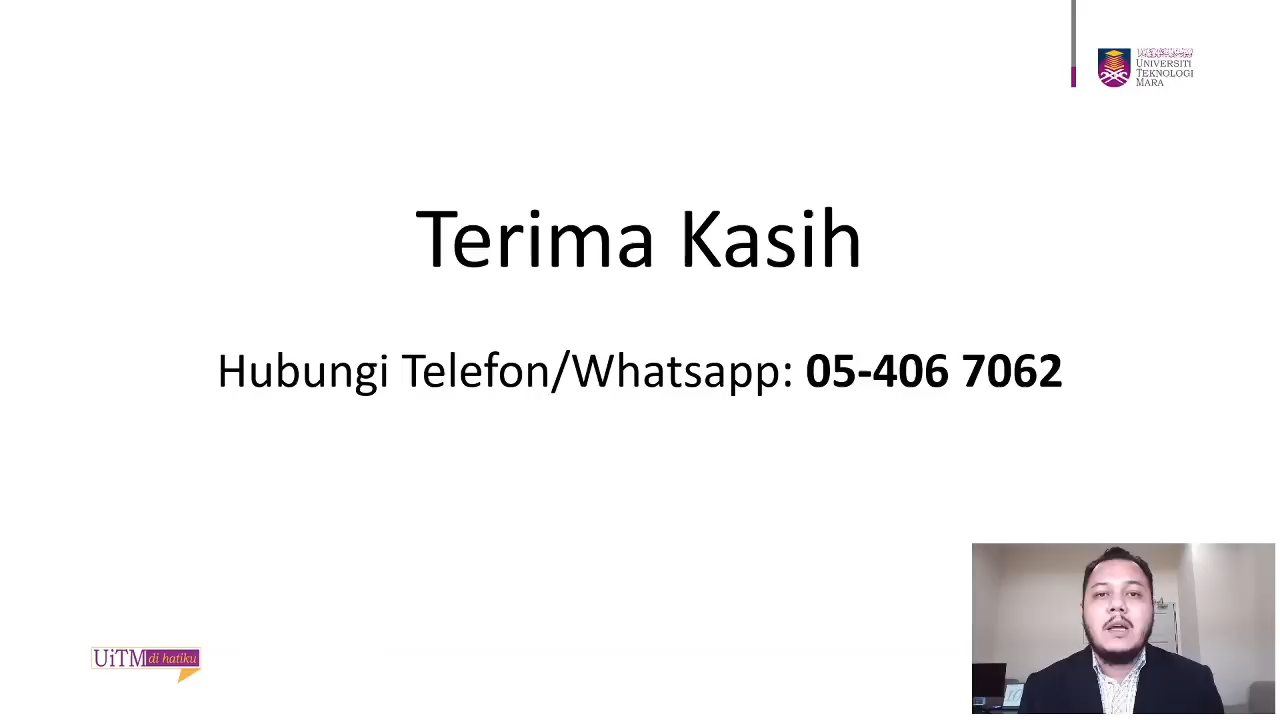 UNIVERSITI
TEKNOLOGI
MARA
Terima Kasih
Hubungi Telefon/Whatsapp: 05-406 7062
UiTM di hatiku